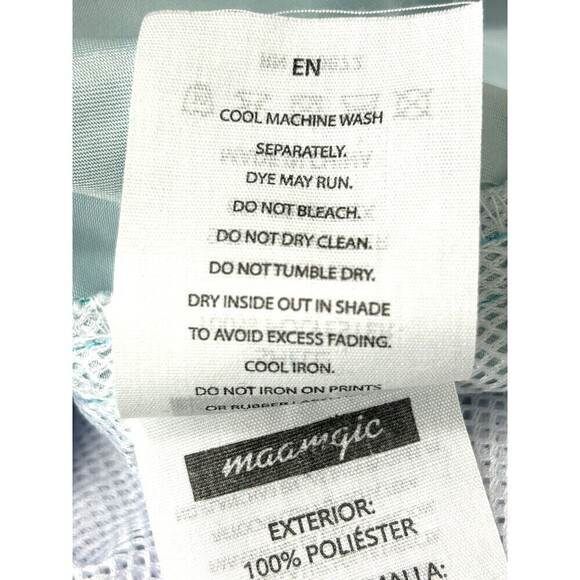 EN
COOL MACHINE WASH
SEPARATELY.
DYE MAY RUN.
DO NOT BLEACH.
DO NOT DRY CLEAN.
DO NOT TUMBLE DRY.
DRY INSIDE OUT IN SHADE
TO AVOID EXCESS FADING.
COOL IRON.
DO NOT IRON ON PRINTS
OR RUBBER
maamgic
EXTERIOR:
100% POLIÉSTER